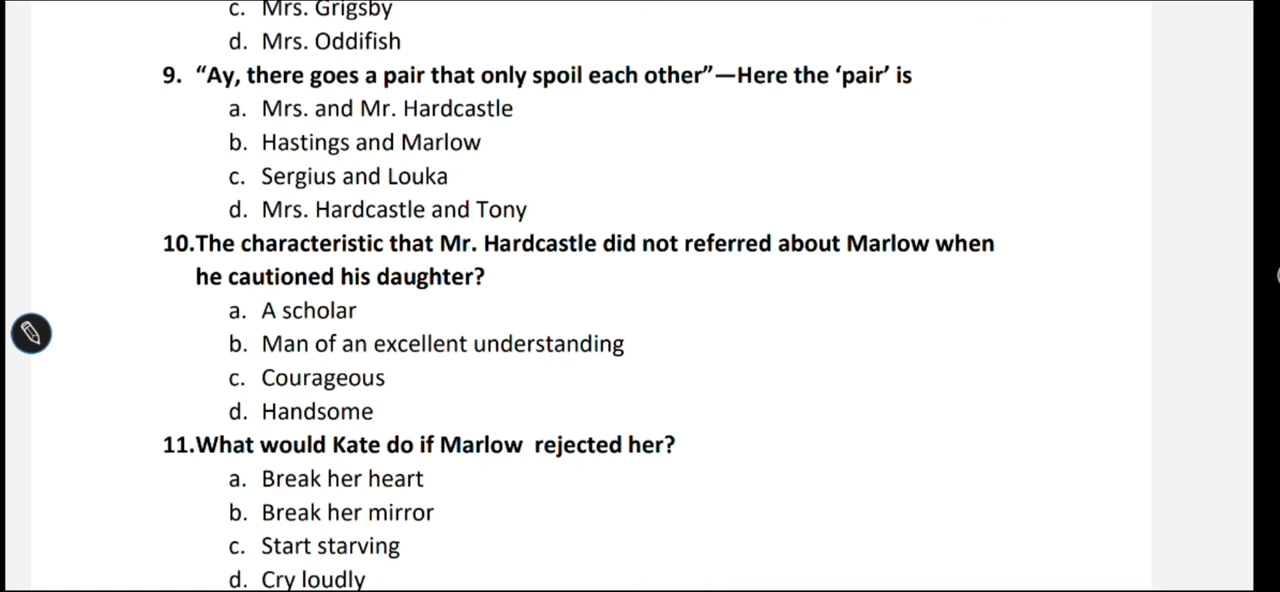 c. Mrs. Grigsby
d. Mrs. Oddifish
9. “Ay, there goes a pair that only spoil each other”—Here the ‘pair’ is
a. Mrs. and Mr. Hardcastle
b. Hastings and Marlow
c. Sergius and Louka
d. Mrs. Hardcastle and Tony
10.The characteristic that Mr. Hardcastle did not referred about Marlow when
he cautioned his daughter?
a. A scholar
b. Man of an excellent understanding
c. Courageous
d. Handsome
11.What would Kate do if Marlow rejected her?
a. Break her heart
b. Break her mirror
c. Start starving
d. Cry loudly